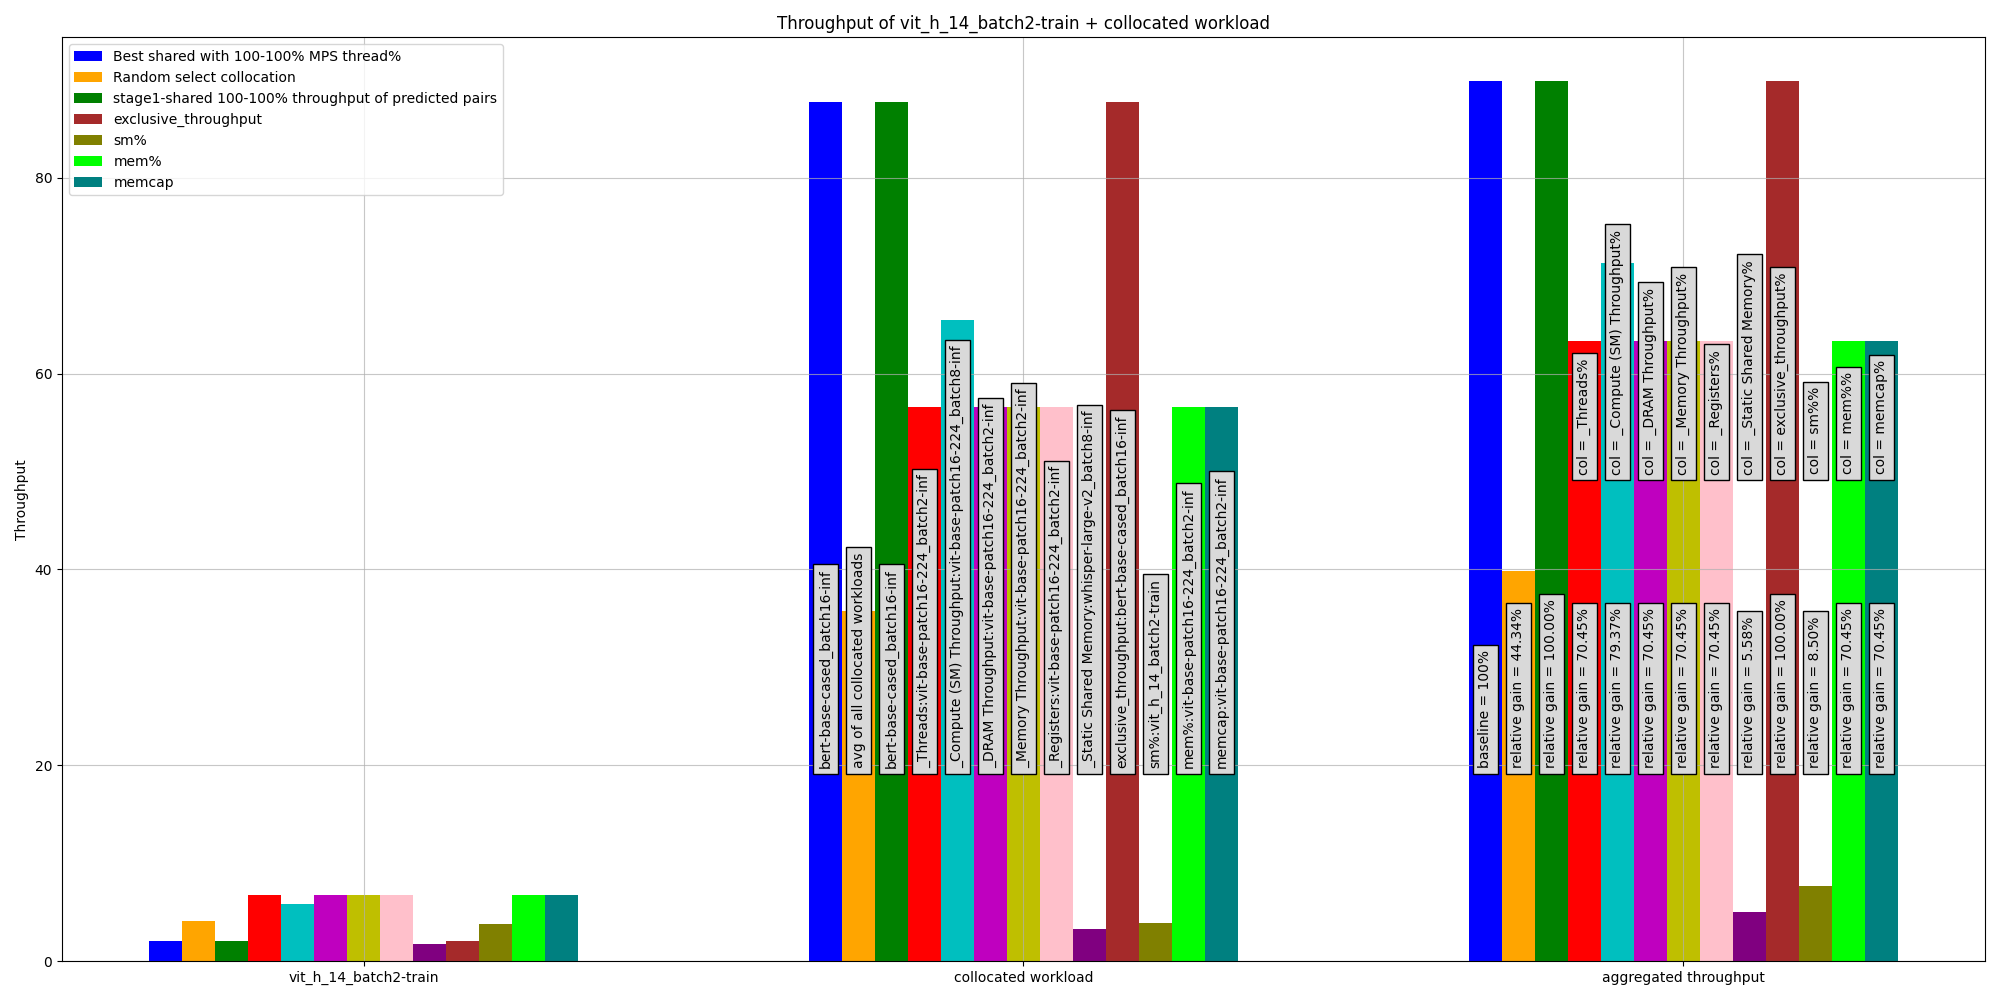 Throughput of vit_h_14_batch2-train + collocated workload
Best shared with 100-100% MPS thread%
Random select collocation
stage1-shared 100-100% throughput of predicted pairs
exclusive_throughput
sm%
mem%
memcap
Throughput
80
60
40
20
0
bert-base-cased_batch16-inf
avg of all collocated workloads
bert-base-cased_batch16-inf
_Threads:vit-base-patch16-224_batch2-inf
_Compute (SM) Throughput:vit-base-patch16-224_batch8-inf
_DRAM Throughput:vit-base-patch16-224_batch2-inf
_Memory Throughput:vit-base-patch16-224_batch2-inf
_Registers:vit-base-patch16-224_batch2-inf
_Static Shared Memory:whisper-large-v2_batch8-inf
exclusive_throughput:bert-base-cased_batch16-inf
sm%:vit_h_14_batch2-train
mem%:vit-base-patch16-224_batch2-inf
memcap:vit-base-patch16-224_batch2-inf
col = _Threads%
col = _Compute (SM) Throughput%
col = _DRAM Throughput%
col = _Memory Throughput%
col = _Registers%
col = _Static Shared Memory%
col = exclusive_throughput%
col = sm%%
col = mem%%
col = memcap%
baseline = 100%
relative gain = 44.34%
relative gain = 100.00%
relative gain = 70.45%
relative gain = 79.37%
relative gain = 70.45%
relative gain = 70.45%
relative gain = 70.45%
relative gain = 5.58%
relative gain = 100.00%
relative gain = 8.50%
relative gain = 70.45%
relative gain = 70.45%
vit_h_14_batch2-train
collocated workload
aggregated throughput